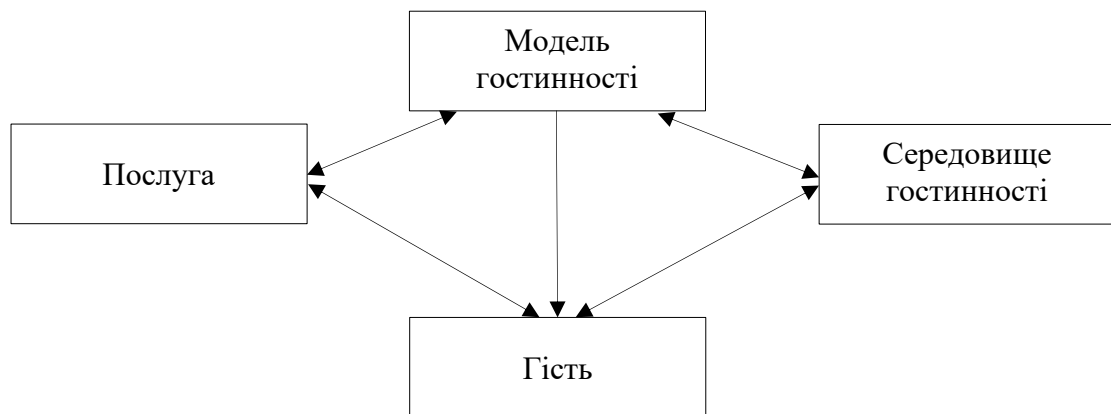 Модель
гостинності
Послуга
Середовище
гостинності
Гість